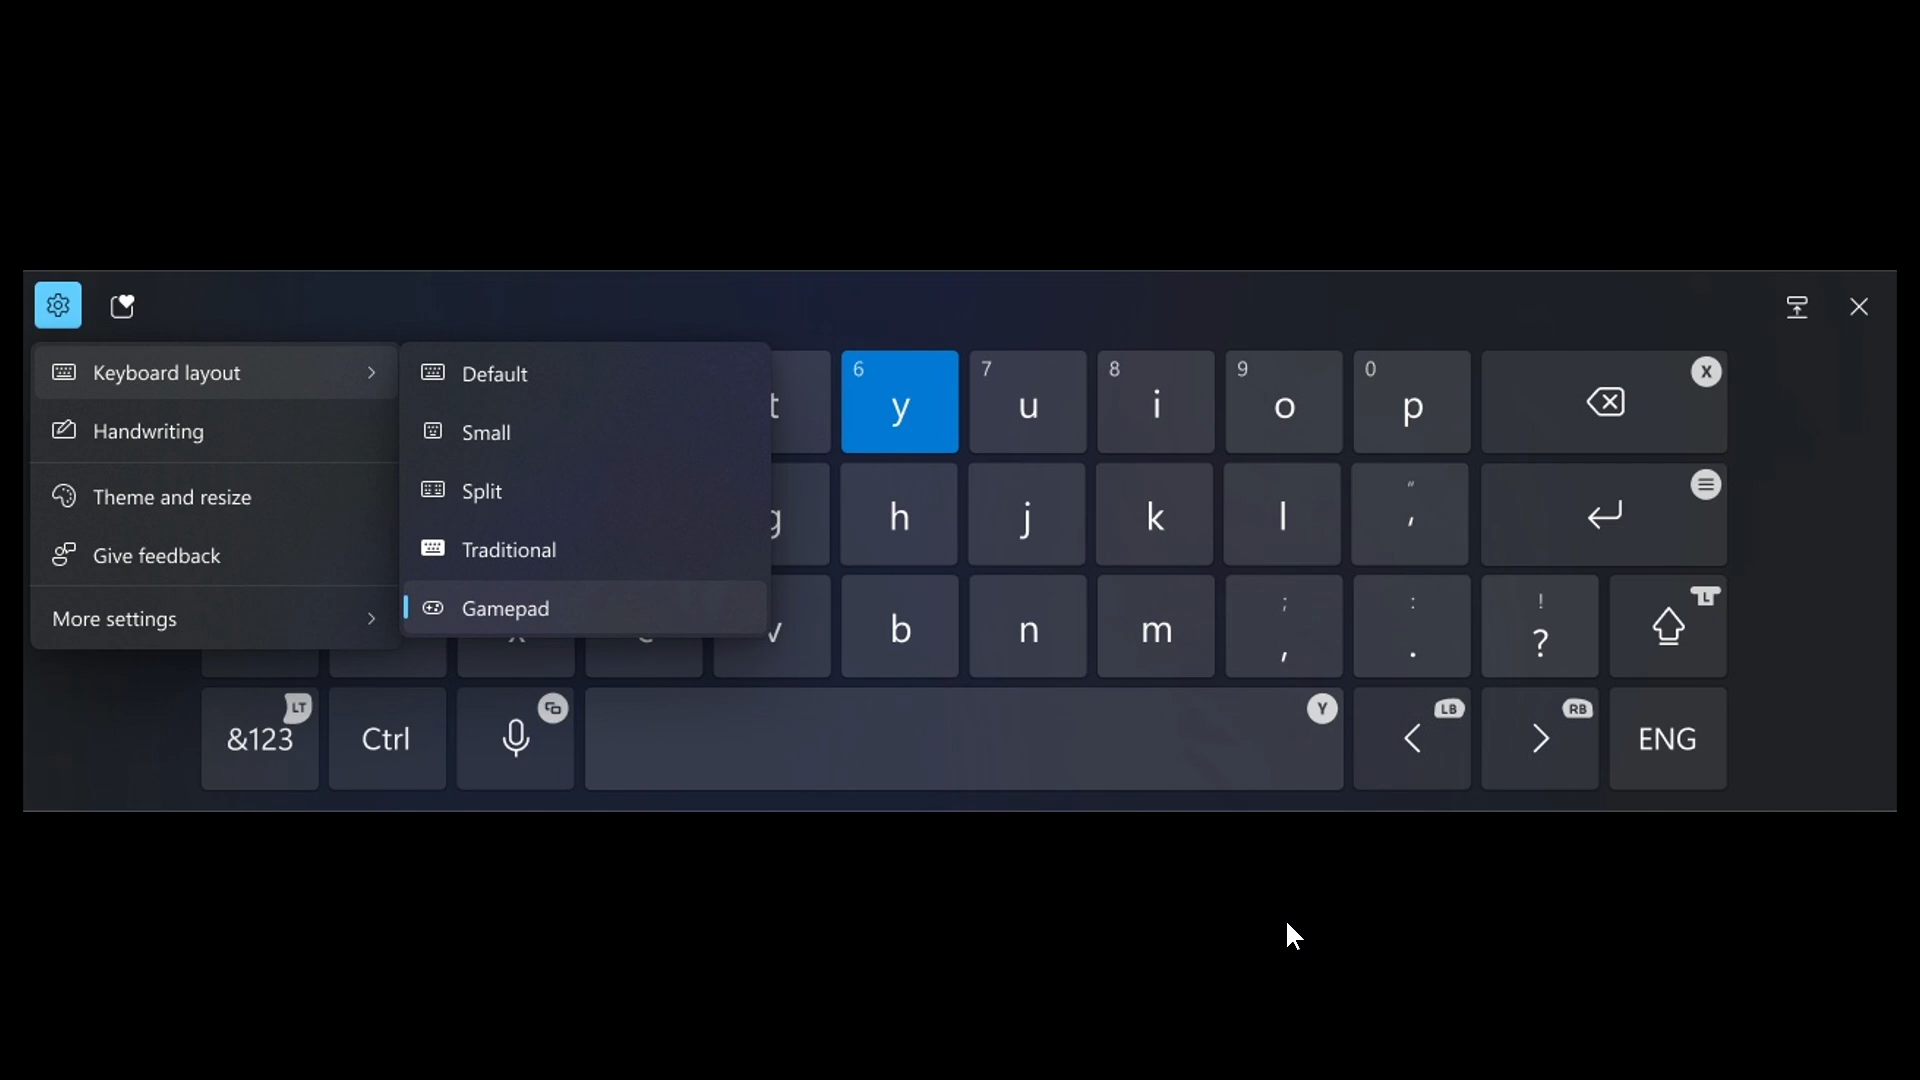 Keyboard layout
Handwriting
Theme and resize
Give feedback
More settings
Default
Small
Split
Traditional
Gamepad
t 6 y 7 u 8 i 9 o 0 p X
g h j k l " '
v b n m ; , : . ! ? L
&123 LT Ctrl Y LB RB ENG